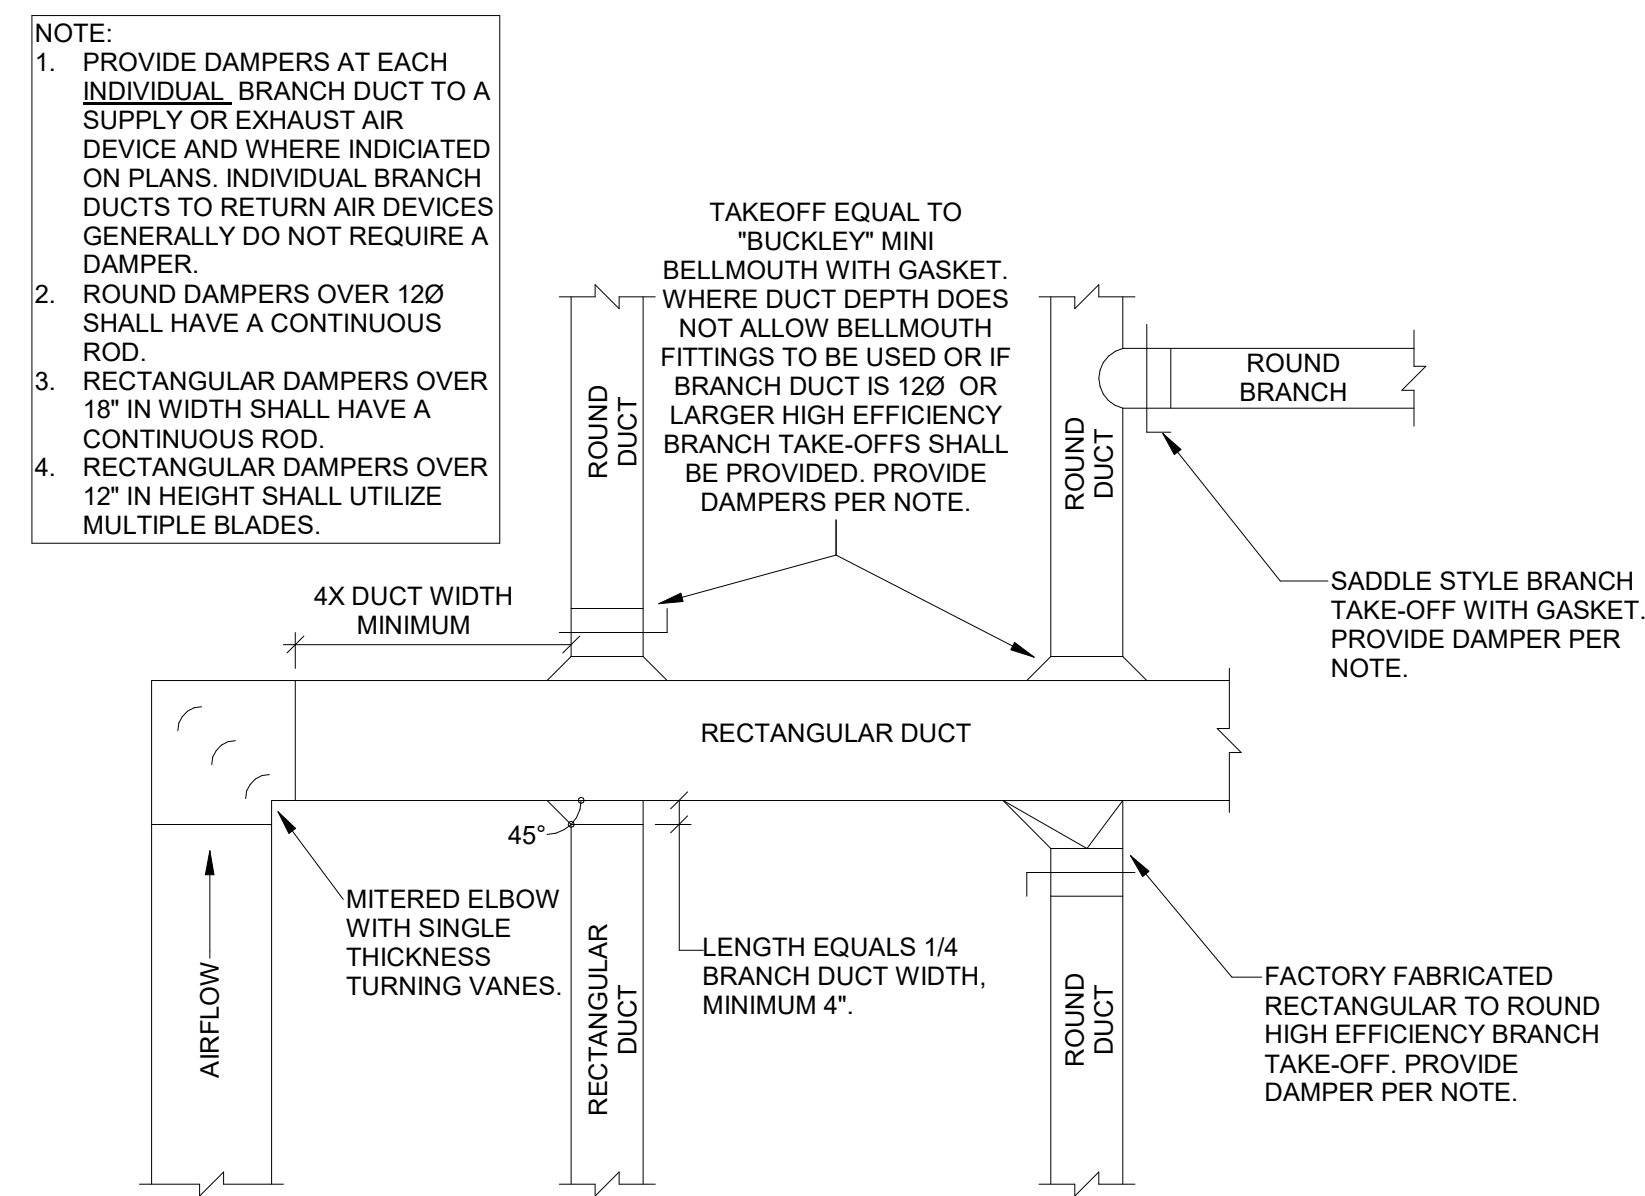 NOTE:
1. PROVIDE DAMPERS AT EACH
INDIVIDUAL BRANCH DUCT TO A
SUPPLY OR EXHAUST AIR
DEVICE AND WHERE INDICIATED
ON PLANS. INDIVIDUAL BRANCH
DUCTS TO RETURN AIR DEVICES
GENERALLY DO NOT REQUIRE A
DAMPER.
2. ROUND DAMPERS OVER 12Ø
SHALL HAVE A CONTINUOUS
ROD.
3. RECTANGULAR DAMPERS OVER
18" IN WIDTH SHALL HAVE A
CONTINUOUS ROD.
4. RECTANGULAR DAMPERS OVER
12" IN HEIGHT SHALL UTILIZE
MULTIPLE BLADES.
TAKEOFF EQUAL TO
"BUCKLEY" MINI
BELLMOUTH WITH GASKET.
WHERE DUCT DEPTH DOES
NOT ALLOW BELLMOUTH
FITTINGS TO BE USED OR IF
BRANCH DUCT IS 12Ø OR
LARGER HIGH EFFICIENCY
BRANCH TAKE-OFFS SHALL
BE PROVIDED. PROVIDE
DAMPERS PER NOTE.
ROUND
DUCT
ROUND
DUCT
ROUND
BRANCH
SADDLE STYLE BRANCH
TAKE-OFF WITH GASKET.
PROVIDE DAMPER PER
NOTE.
4X DUCT WIDTH
MINIMUM
RECTANGULAR DUCT
45°
MITERED ELBOW
WITH SINGLE
THICKNESS
TURNING VANES.
AIRFLOW
RECTANGULAR
DUCT
LENGTH EQUALS 1/4
BRANCH DUCT WIDTH,
MINIMUM 4".
ROUND
DUCT
FACTORY FABRICATED
RECTANGULAR TO ROUND
HIGH EFFICIENCY BRANCH
TAKE-OFF. PROVIDE
DAMPER PER NOTE.